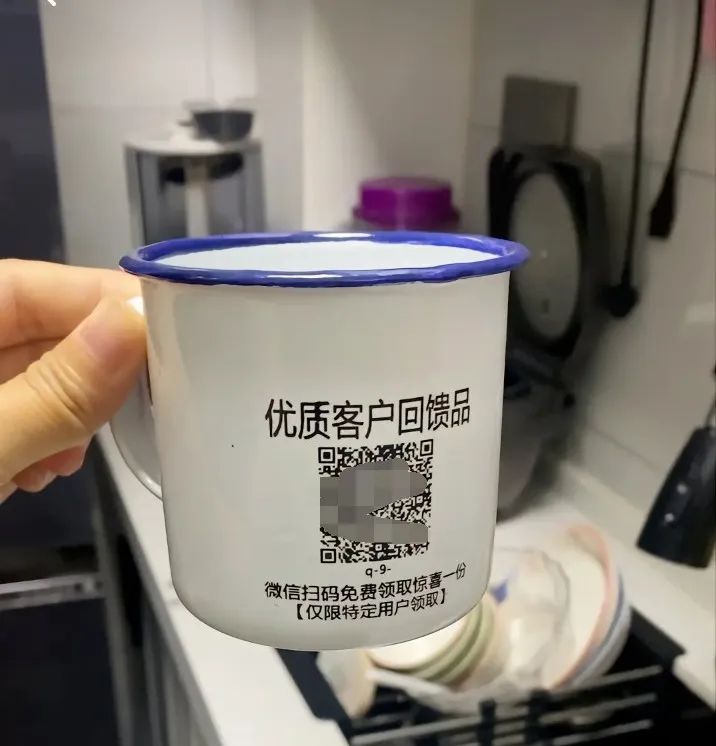 优质客户回馈品
q-9-
微信扫码免费领取惊喜一份
【仅限特定用户领取】